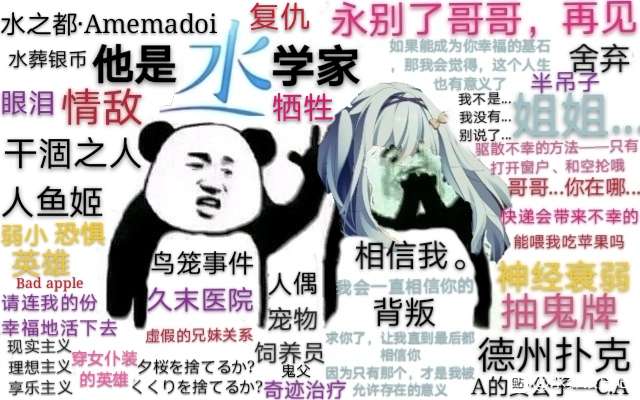 水之都·Amemadoi
复仇
永别了哥哥，再见
水葬银币
他是水学家
如果能成为你幸福的基石
，那我会觉得，这个人生
也有意义了
舍弃
半吊子
眼泪
情敌
牺牲
我不是...
我没有...
别说了...
姐姐...
干涸之人
驱散不幸的方法——只有
打开窗户、和空抡哦
人鱼姬
哥哥...你在哪...
快递会带来不幸的
弱小 恐惧
英雄
能喂我吃苹果吗
Bad apple
鸟笼事件
相信我。
神经衰弱
请连我的份
幸福地活下去
久末医院
人偶
宠物
饲养员
我会一直相信你的
背叛
抽鬼牌
现实主义
理想主义
享乐主义
穿女仆装
的英雄
虚假的兄妹关系
夕桜を捨てるか?
くくりを捨てるか?
鬼父
奇迹治疗
求你了，让我直到最后都
相信你
因为只有那个，才是我被
允许存在的意义
德州扑克